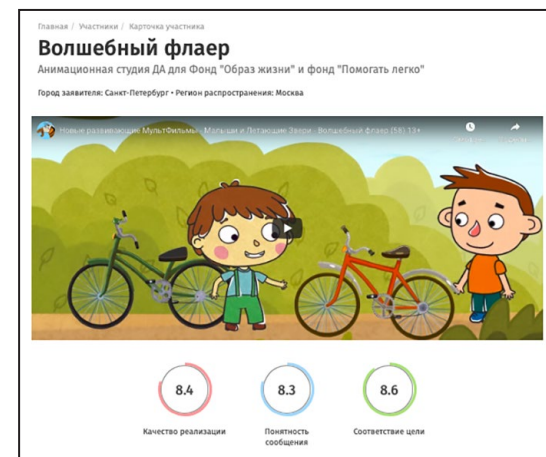 Главная / Участники / Карточка участника
Волшебный флаер
Анимационная студия ДА для Фонд "Образ жизни" и фонд "Помогать легко"
Город заявителя: Санкт-Петербург • Регион распространения: Москва
Новые развивающие МультФильмы - Малыши и Летающие Звери - Волшебный флаер (58) 13+
8.4
8.3
8.6
Качество реализации
Понятность
сообщения
Соответствие цели